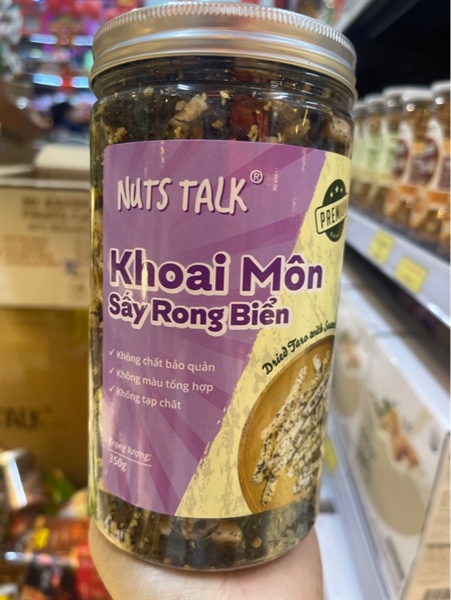 NUTS TALK®
PREMIUM
Khoai Môn
Sấy Rong Biển
Dried Taro with
✓ Không chất bảo quản
✓ Không màu tổng hợp
✓ Không tạp chất
Trọng lượng:
350g